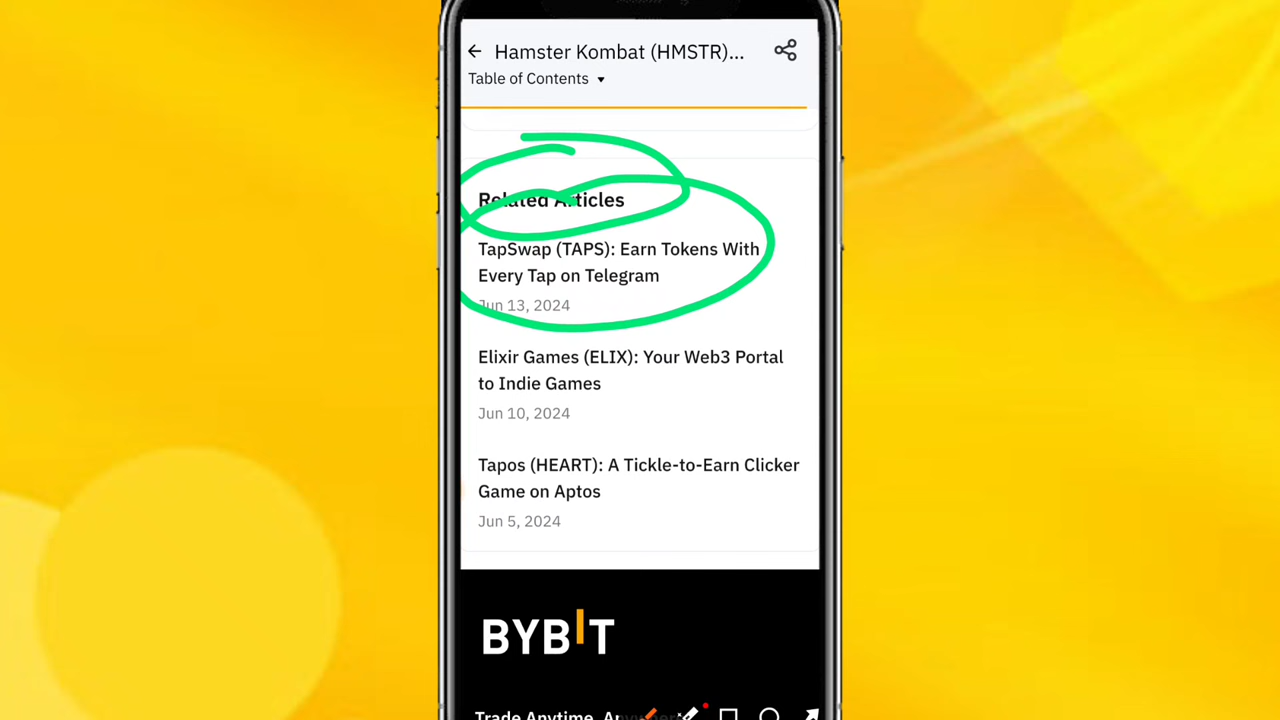 Hamster Kombat (HMSTR)...
Table of Contents
Related Articles
TapSwap (TAPS): Earn Tokens With
Every Tap on Telegram
Jun 13, 2024
Elixir Games (ELIX): Your Web3 Portal
to Indie Games
Jun 10, 2024
Tapos (HEART): A Tickle-to-Earn Clicker
Game on Aptos
Jun 5, 2024
BYBIT
Trade Anytime,